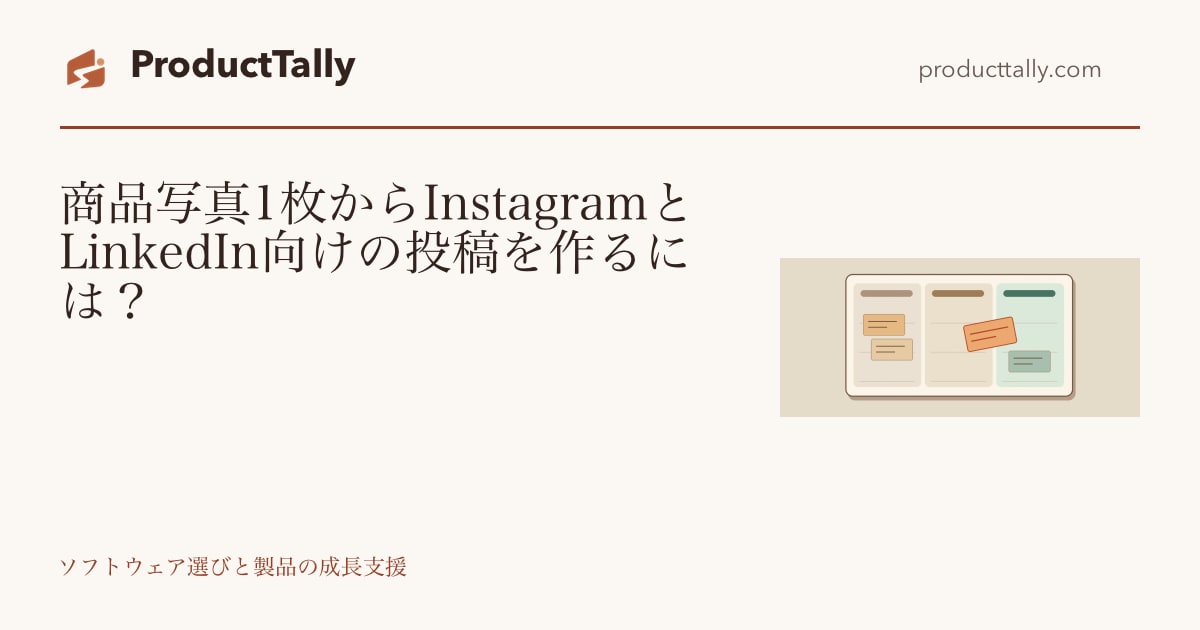 ProductTally
producttally.com
商品写真1枚からInstagramと
LinkedIn向けの投稿を作るに
は？
ソフトウェア選びと製品の成長支援